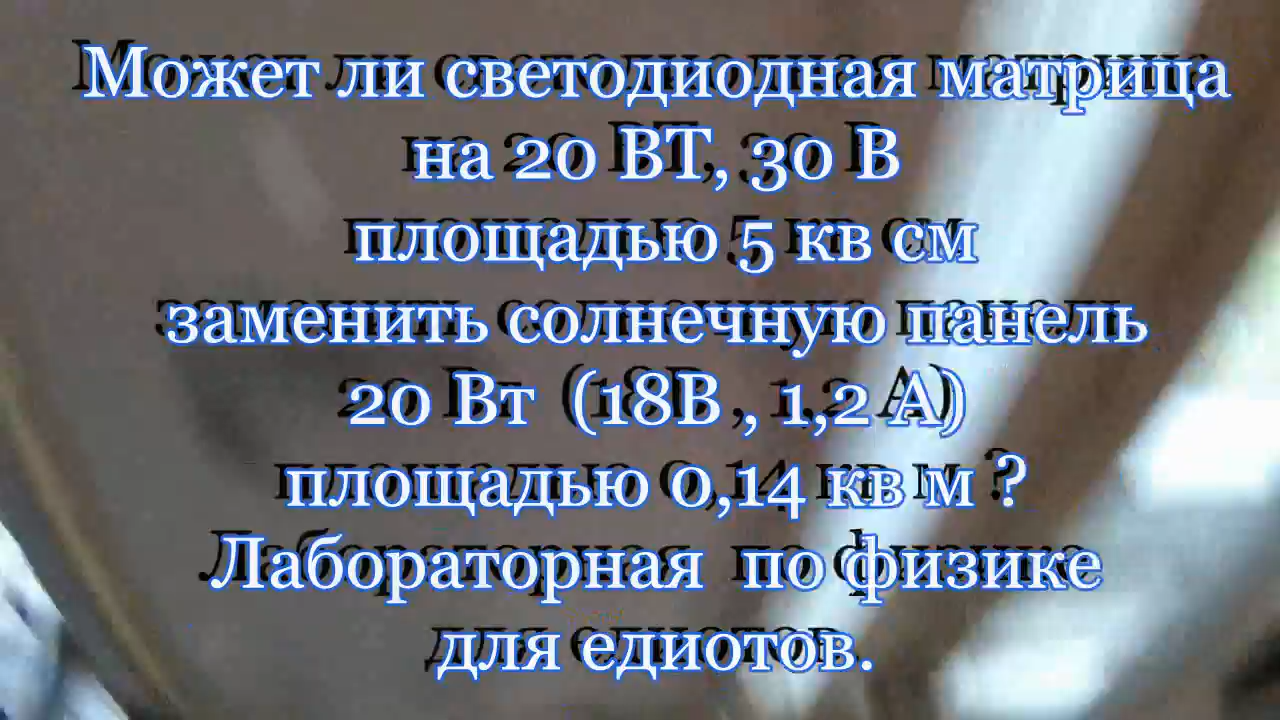 Может ли светодиодная матрица
на 20 ВТ, 30 В
площадью 5 кв см
заменить солнечную панель
20 Вт (18В , 1,2 А)
площадью 0,14 кв м ?
Лабораторная по физике
для едиотов.